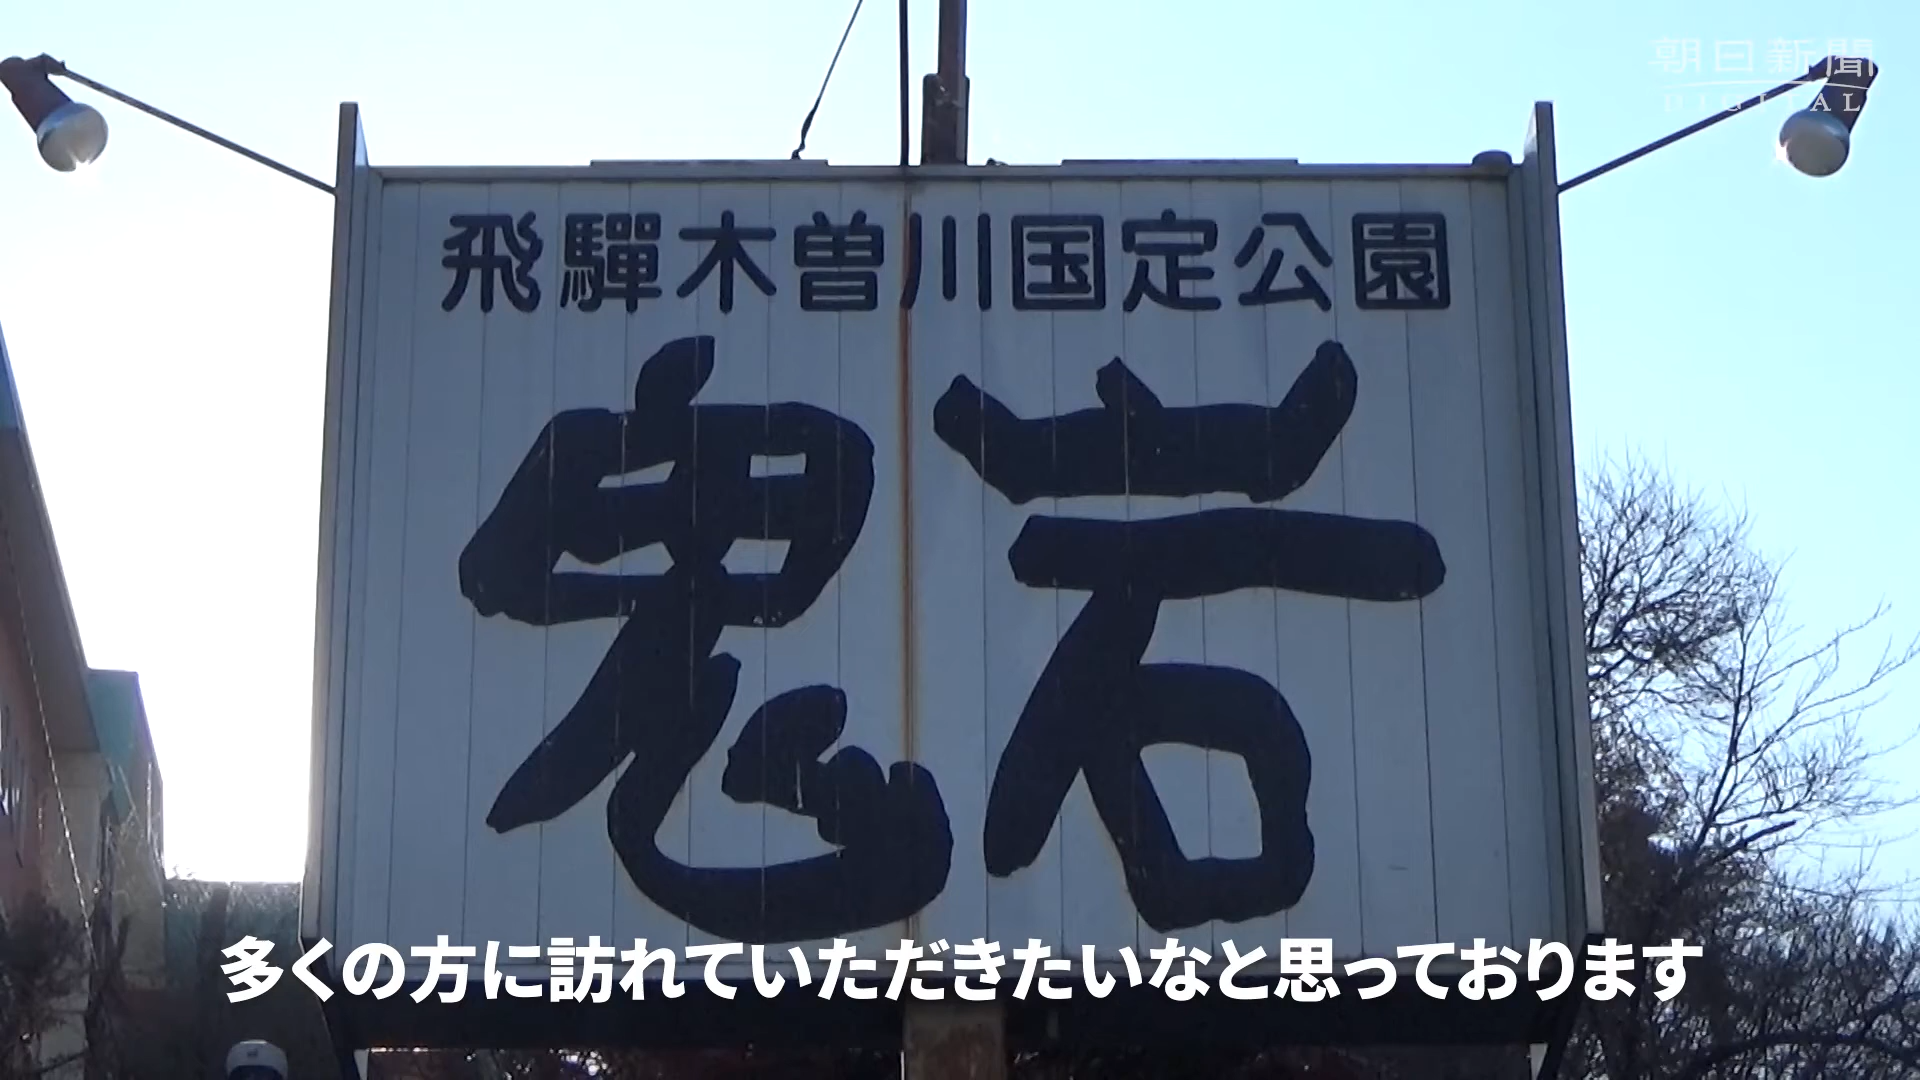 朝日新聞
DIGITAL
飛驒木曽川国定公園
鬼岩
多くの方に訪れていただきたいなと思っております